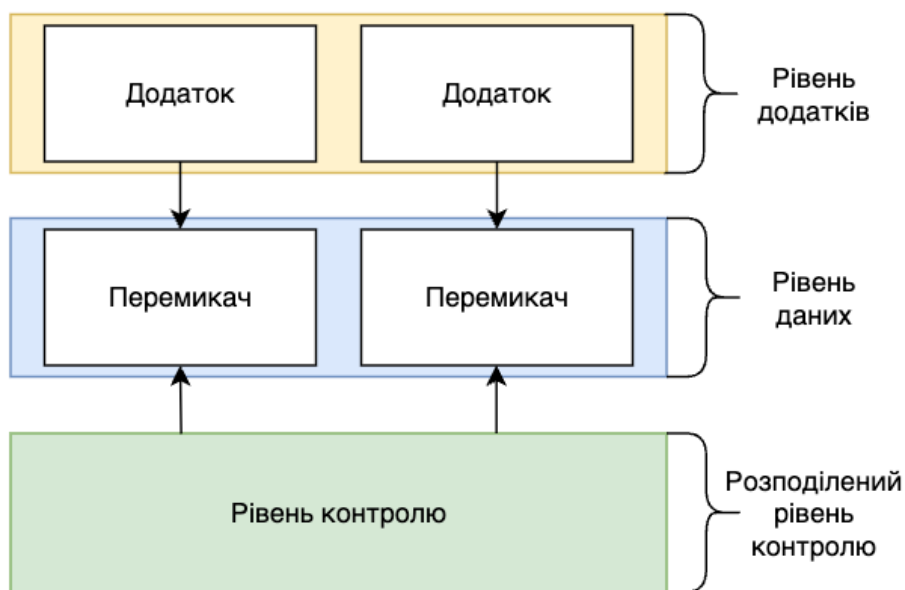 Додаток
Додаток
Рівень
додатків
Перемикач
Перемикач
Рівень
даних
Рівень контролю
Розподілений
рівень
контролю